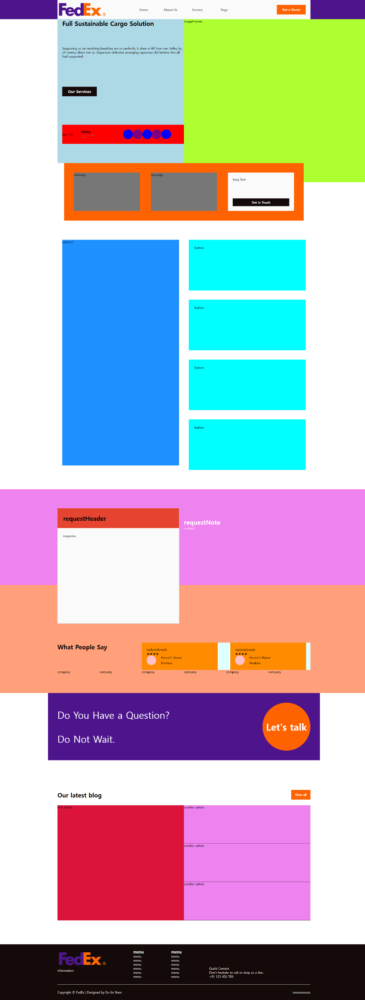 FedEx ®
Home About Us Service Page
Get a Quote
Full Sustainable Cargo Solution
imageFrames
Supposing so be resolving breakfast am or perfectly. It drew a hill from me. Valley by
oh twenty direct me so. Departure defective arranging rapturous did believe him all
had supported.
Our Services
Star 4.5
Rating
message
message
long Text
Get in Touch
section1
button
button
button
button
requestHeader
inqueries
requestNote
content
What People Say
replyreplyreply
★★★★
Person`s Name
Position
replyreplyreply
★★★★
Person`s Name
Position
company company company company company company
Do You Have a Question?
Do Not Wait.
Let's talk
Our latest blog
View all
first article
another article
another article
another article
FedEx ®
information
menu
menu
menu
menu
menu
menu
menu
menu
menu
menu
menu
menu
menu
menu
Quick Contact
Don't hesitate to call or drop us a line.
+91 123 456 789
Copyright © FedEx | Designed by Eo-Jin Nam
snssnssnssns